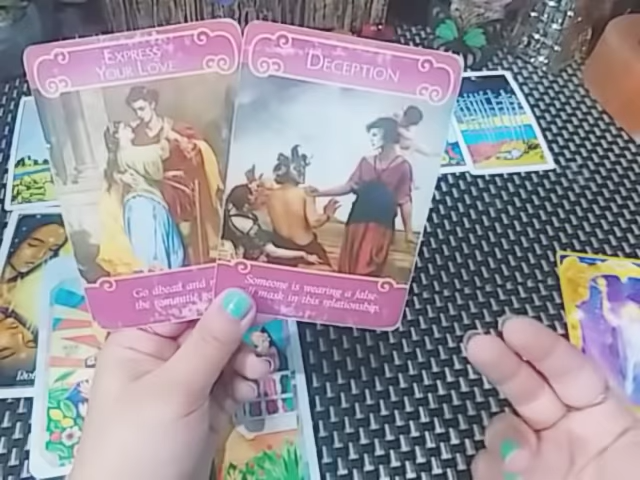 EXPRESS
YOUR LOVE
DECEPTION
Go ahead and
the romantic
Someone is wearing a false-
mask in this relationship.